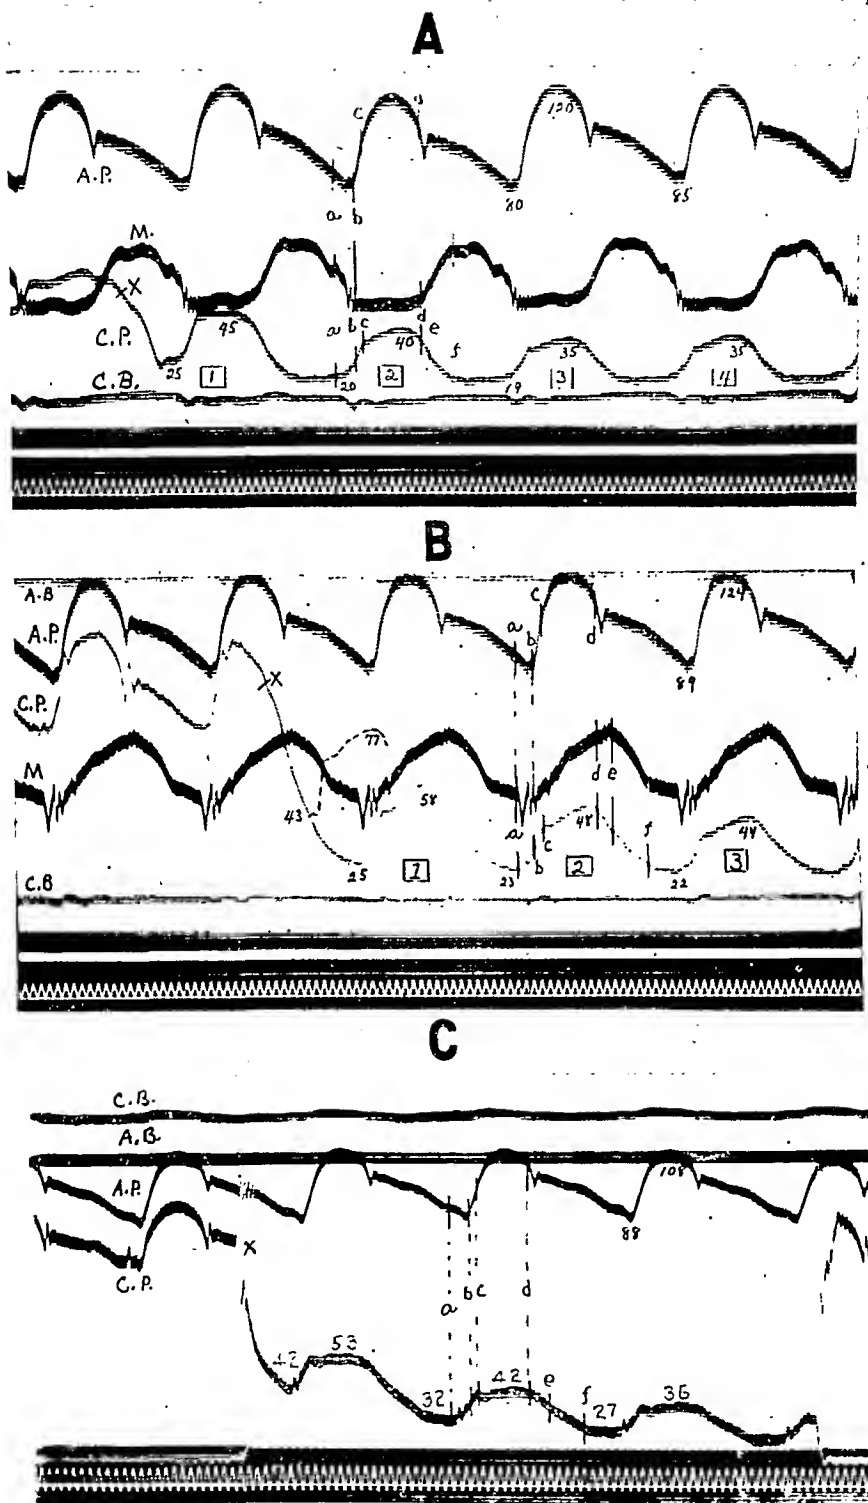 A
c
d
120
A.P.
a
b
80
85
M.
X
C.P.
45
a
b
c
d
e
40
f
35
35
25
1
20
2
19
3
4
C.B.
B
A.B
A.P.
C.P.
c
a
b
d
124
89
X
M
77
58
43
d
e
a
c
b
48
f
44
25
1
23
2
22
3
C.B
C
C.B.
A.B
A.P.
108
88
X
C.P.
a
b
c
d
42
53
32
42
e
f
27
36